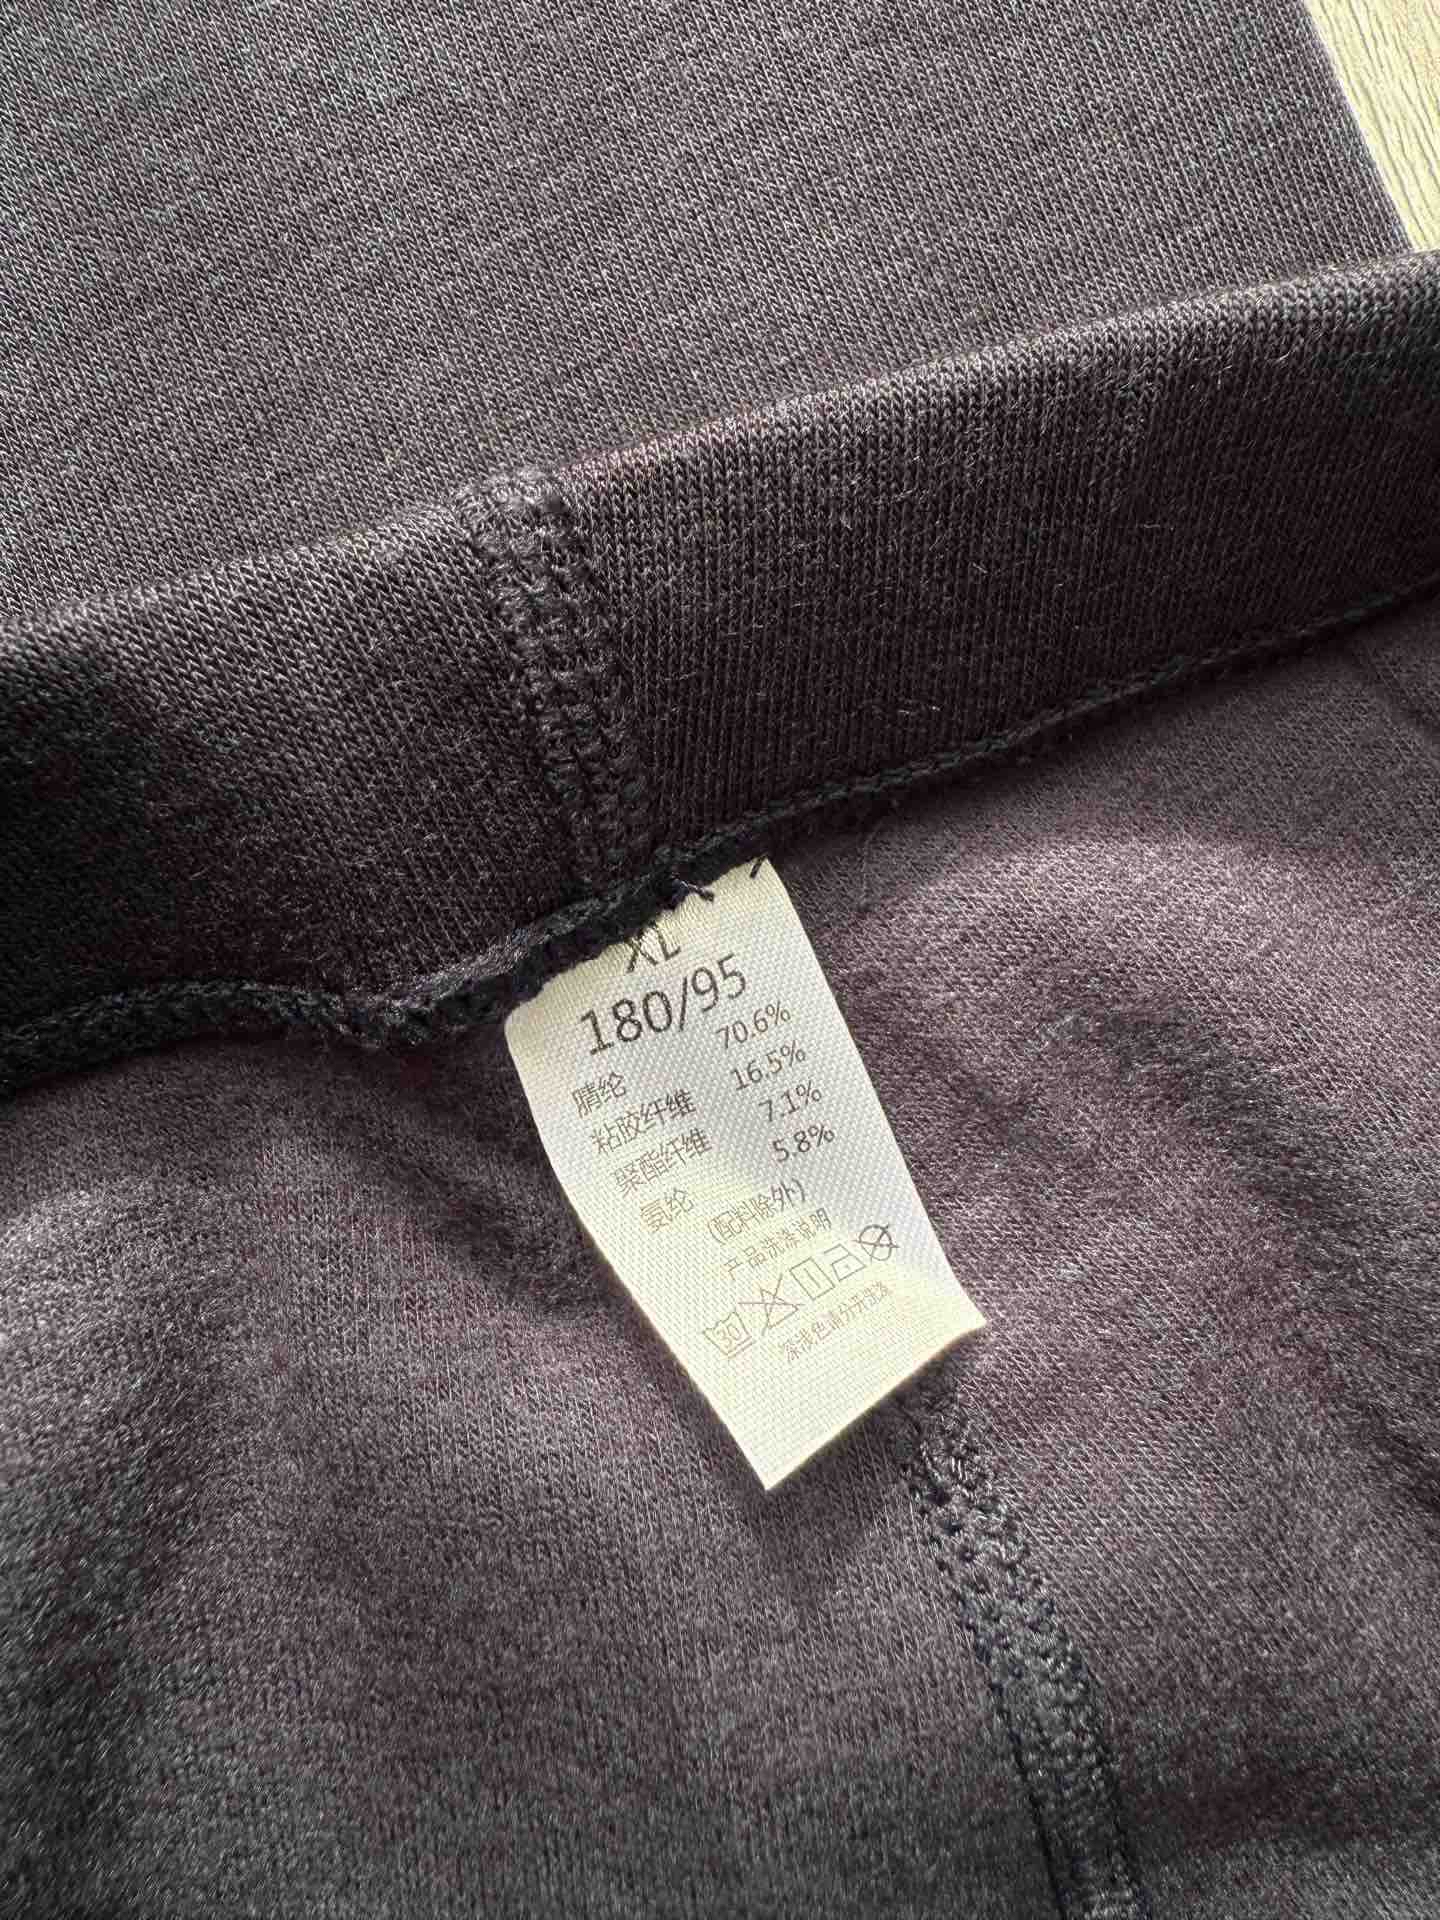 XL
180/95
腈纶 70.6%
粘胶纤维 16.5%
聚酯纤维 7.1%
氨纶 5.8%
(配料除外)
产品洗涤说明
30
深浅色请分开洗涤